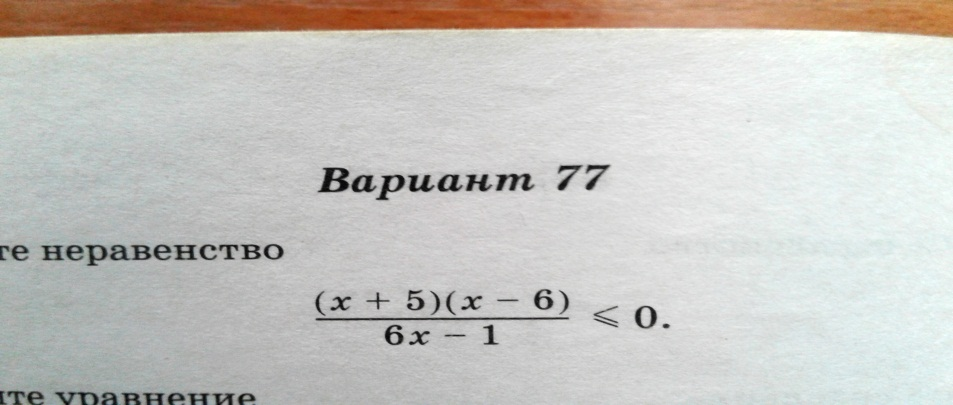 Вариант 77
те неравенство
(x + 5)(x − 6)
6x − 1
⩽ 0.
те уравнение